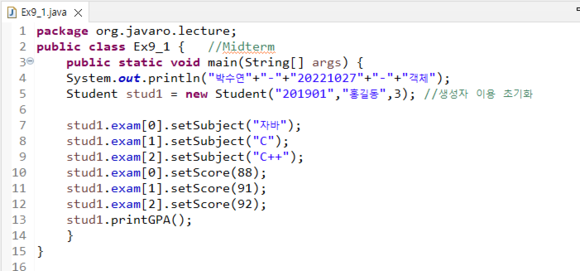 Ex9_1.java
1 package org.javaro.lecture;
2 public class Ex9_1 {   //Midterm
3     public static void main(String[] args) {
4     System.out.println("박수연"+"-"+"20221027"+"-"+"객체");
5     Student stud1 = new Student("201901","홍길동",3); //생성자 이용 초기화
6
7     stud1.exam[0].setSubject("자바");
8     stud1.exam[1].setSubject("C");
9     stud1.exam[2].setSubject("C++");
10     stud1.exam[0].setScore(88);
11     stud1.exam[1].setScore(91);
12     stud1.exam[2].setScore(92);
13     stud1.printGPA();
14     }
15 }
16